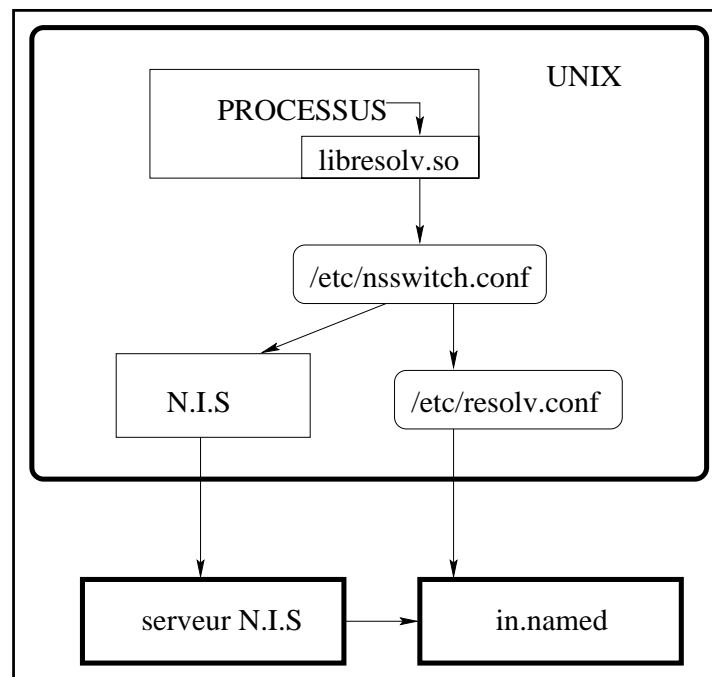 UNIX
PROCESSUS
libresolv.so
/etc/nsswitch.conf
N.I.S
/etc/resolv.conf
serveur N.I.S
in.named